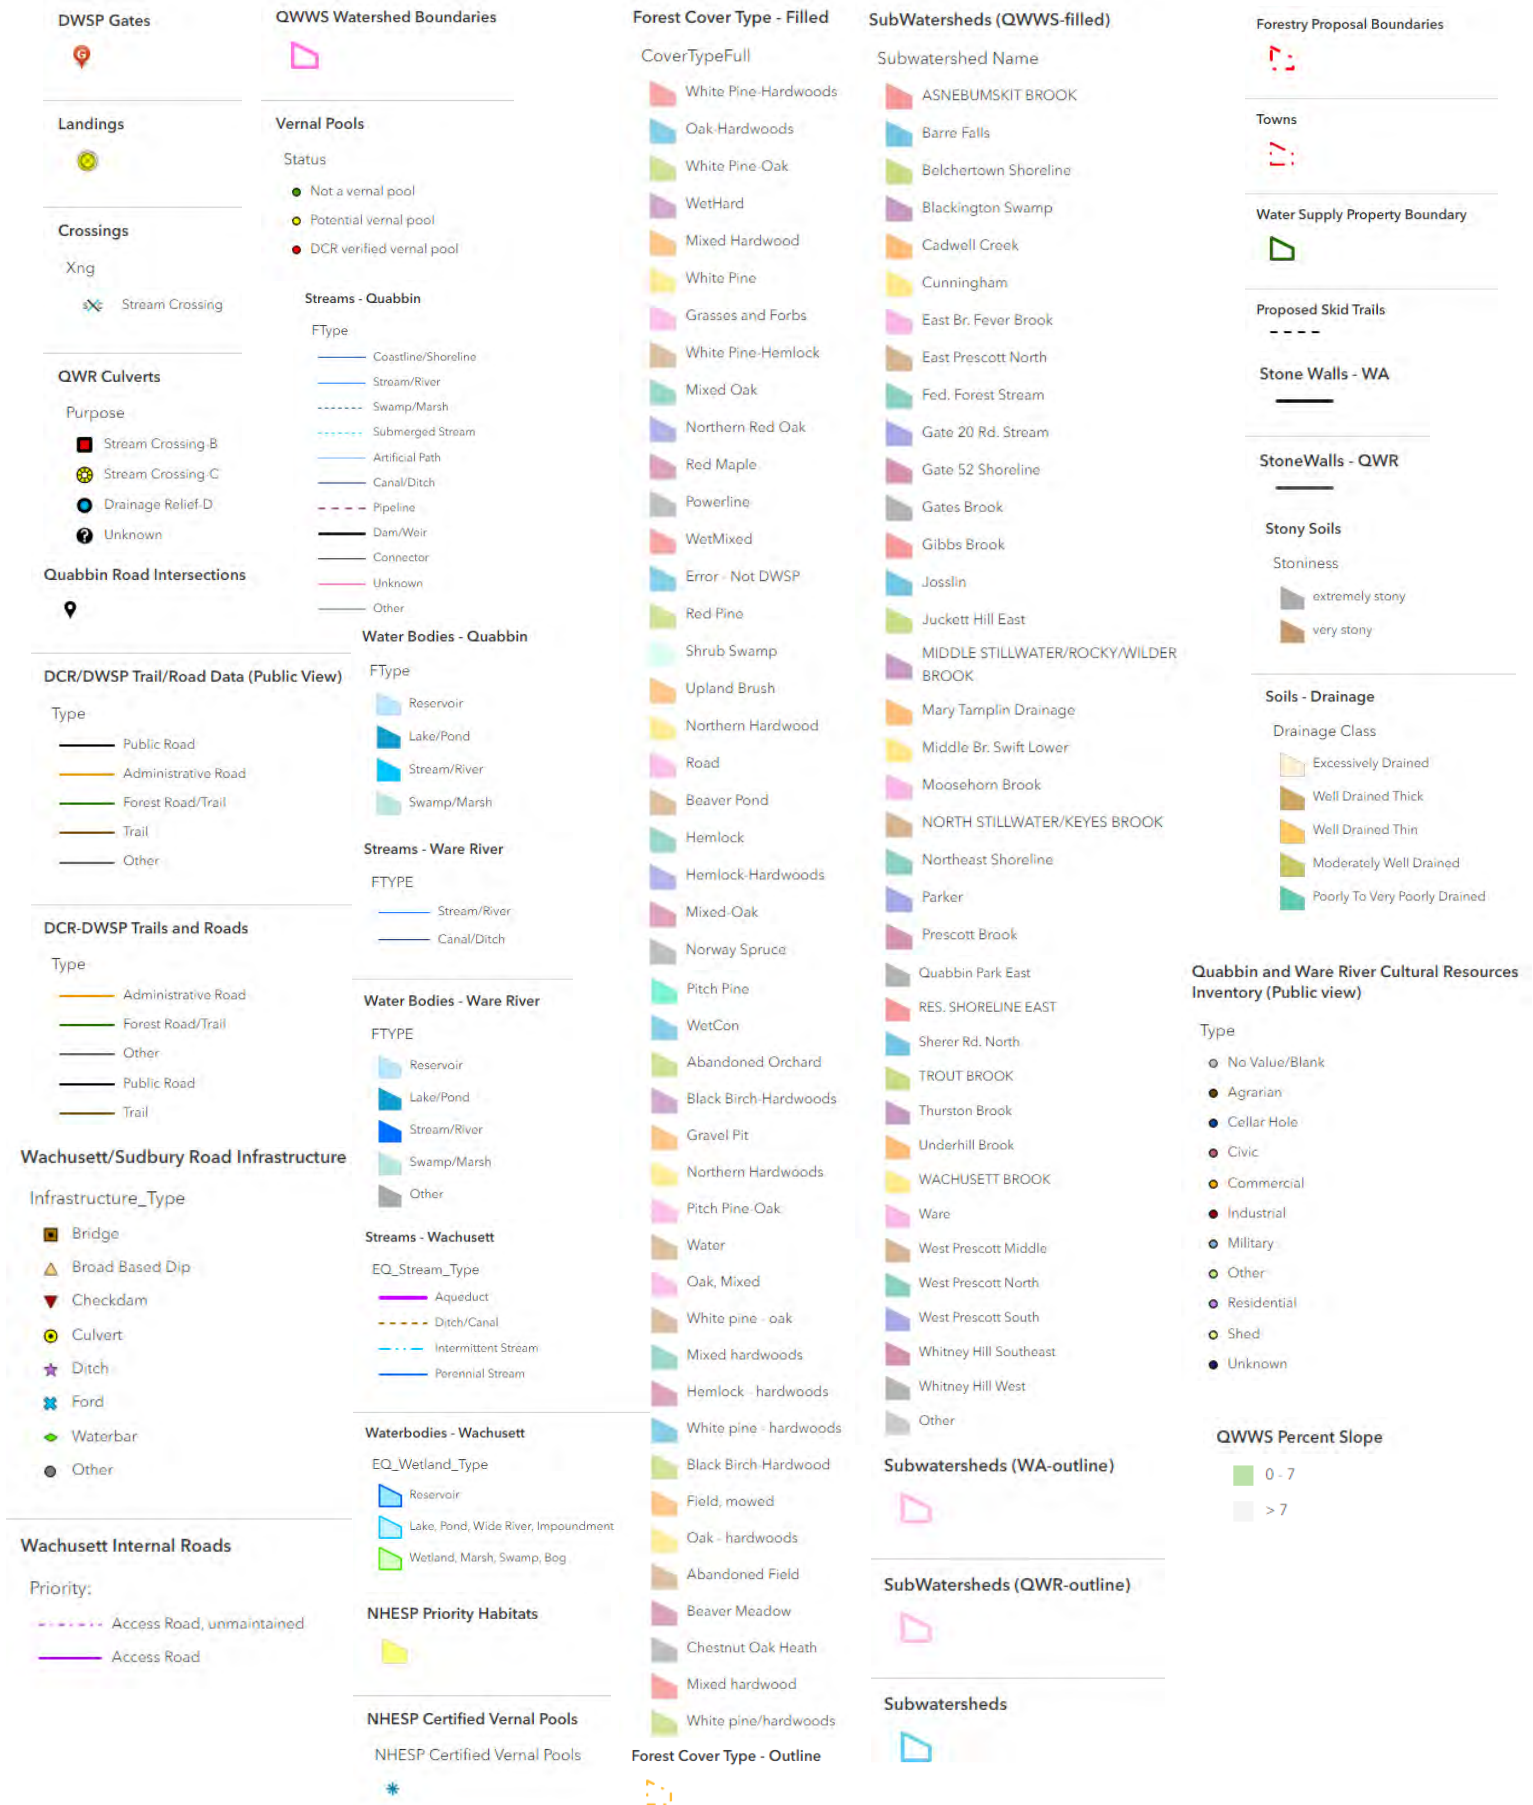 DWSP Gates
G
Landings
Crossings
Xng
Stream Crossing
QWR Culverts
Purpose
Stream Crossing-B
Stream Crossing-C
Drainage Relief-D
?
Unknown
Quabbin Road Intersections
DCR/DWSP Trail/Road Data (Public View)
Type
Public Road
Administrative Road
Forest Road/Trail
Trail
Other
DCR-DWSP Trails and Roads
Type
Administrative Road
Forest Road/Trail
Other
Public Road
Trail
Wachusett/Sudbury Road Infrastructure
Infrastructure_Type
Bridge
Broad Based Dip
Checkdam
Culvert
Ditch
Ford
Waterbar
Other
Wachusett Internal Roads
Priority:
Access Road, unmaintained
Access Road
QWWS Watershed Boundaries
Vernal Pools
Status
Not a vernal pool
Potential vernal pool
DCR verified vernal pool
Streams - Quabbin
FType
Coastline/Shoreline
Stream/River
Swamp/Marsh
Submerged Stream
Artificial Path
Canal/Ditch
Pipeline
Dam/Weir
Connector
Unknown
Other
Water Bodies - Quabbin
FType
Reservoir
Lake/Pond
Stream/River
Swamp/Marsh
Streams - Ware River
FTYPE
Stream/River
Canal/Ditch
Water Bodies - Ware River
FTYPE
Reservoir
Lake/Pond
Stream/River
Swamp/Marsh
Other
Streams - Wachusett
EQ_Stream_Type
Aqueduct
Ditch/Canal
Intermittent Stream
Perennial Stream
Waterbodies - Wachusett
EQ_Wetland_Type
Reservoir
Lake, Pond, Wide River, Impoundment
Wetland, Marsh, Swamp, Bog
NHESP Priority Habitats
NHESP Certified Vernal Pools
NHESP Certified Vernal Pools
Forest Cover Type - Filled
CoverTypeFull
White Pine-Hardwoods
Oak-Hardwoods
White Pine-Oak
WetHard
Mixed Hardwood
White Pine
Grasses and Forbs
White Pine-Hemlock
Mixed Oak
Northern Red Oak
Red Maple
Powerline
WetMixed
Error - Not DWSP
Red Pine
Shrub Swamp
Upland Brush
Northern Hardwood
Road
Beaver Pond
Hemlock
Hemlock-Hardwoods
Mixed-Oak
Norway Spruce
Pitch Pine
WetCon
Abandoned Orchard
Black Birch-Hardwoods
Gravel Pit
Northern Hardwoods
Pitch Pine-Oak
Water
Oak, Mixed
White pine - oak
Mixed hardwoods
Hemlock - hardwoods
White pine - hardwoods
Black Birch-Hardwood
Field, mowed
Oak - hardwoods
Abandoned Field
Beaver Meadow
Chestnut Oak Heath
Mixed hardwood
White pine/hardwoods
Forest Cover Type - Outline
SubWatersheds (QWWS-filled)
Subwatershed Name
ASNEBUMSKIT BROOK
Barre Falls
Belchertown Shoreline
Blackington Swamp
Cadwell Creek
Cunningham
East Br. Fever Brook
East Prescott North
Fed. Forest Stream
Gate 20 Rd. Stream
Gate 52 Shoreline
Gates Brook
Gibbs Brook
Josslin
Juckett Hill East
MIDDLE STILLWATER/ROCKY/WILDER
BROOK
Mary Tamplin Drainage
Middle Br. Swift Lower
Moosehorn Brook
NORTH STILLWATER/KEYES BROOK
Northeast Shoreline
Parker
Prescott Brook
Quabbin Park East
RES. SHORELINE EAST
Sherer Rd. North
TROUT BROOK
Thurston Brook
Underhill Brook
WACHUSETT BROOK
Ware
West Prescott Middle
West Prescott North
West Prescott South
Whitney Hill Southeast
Whitney Hill West
Other
Subwatersheds (WA-outline)
SubWatersheds (QWR-outline)
Subwatersheds
Forestry Proposal Boundaries
Towns
Water Supply Property Boundary
Proposed Skid Trails
Stone Walls - WA
StoneWalls - QWR
Stony Soils
Stoniness
extremely stony
very stony
Soils - Drainage
Drainage Class
Excessively Drained
Well Drained Thick
Well Drained Thin
Moderately Well Drained
Poorly To Very Poorly Drained
Quabbin and Ware River Cultural Resources
Inventory (Public view)
Type
No Value/Blank
Agrarian
Cellar Hole
Civic
Commercial
Industrial
Military
Other
Residential
Shed
Unknown
QWWS Percent Slope
0 - 7
> 7